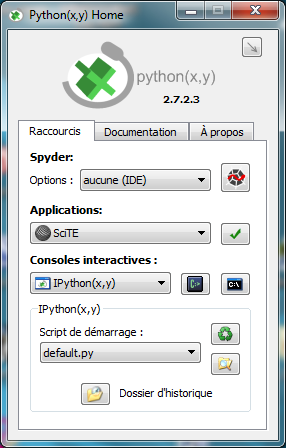 Python(x,y) Home
python(x,y)
2.7.2.3
Raccourcis Documentation À propos
Spyder:
Options : aucune (IDE)
Applications:
SciTE
Consoles interactives :
IPython(x,y)
C:\
IPython(x,y)
Script de démarrage :
default.py
Dossier d'historique